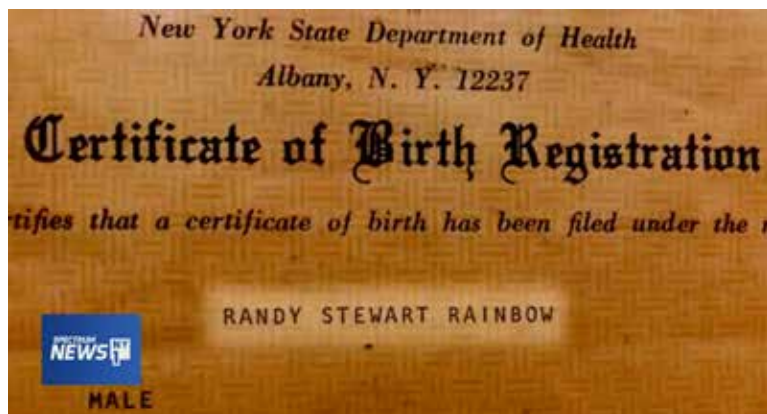 New York State Department of Health
Albany, N. Y. 12237
Certificate of Birth Registration
rtifies that a certificate of birth has been filed under the
RANDY STEWART RAINBOW
SPECTRUM
NEWS
MALE